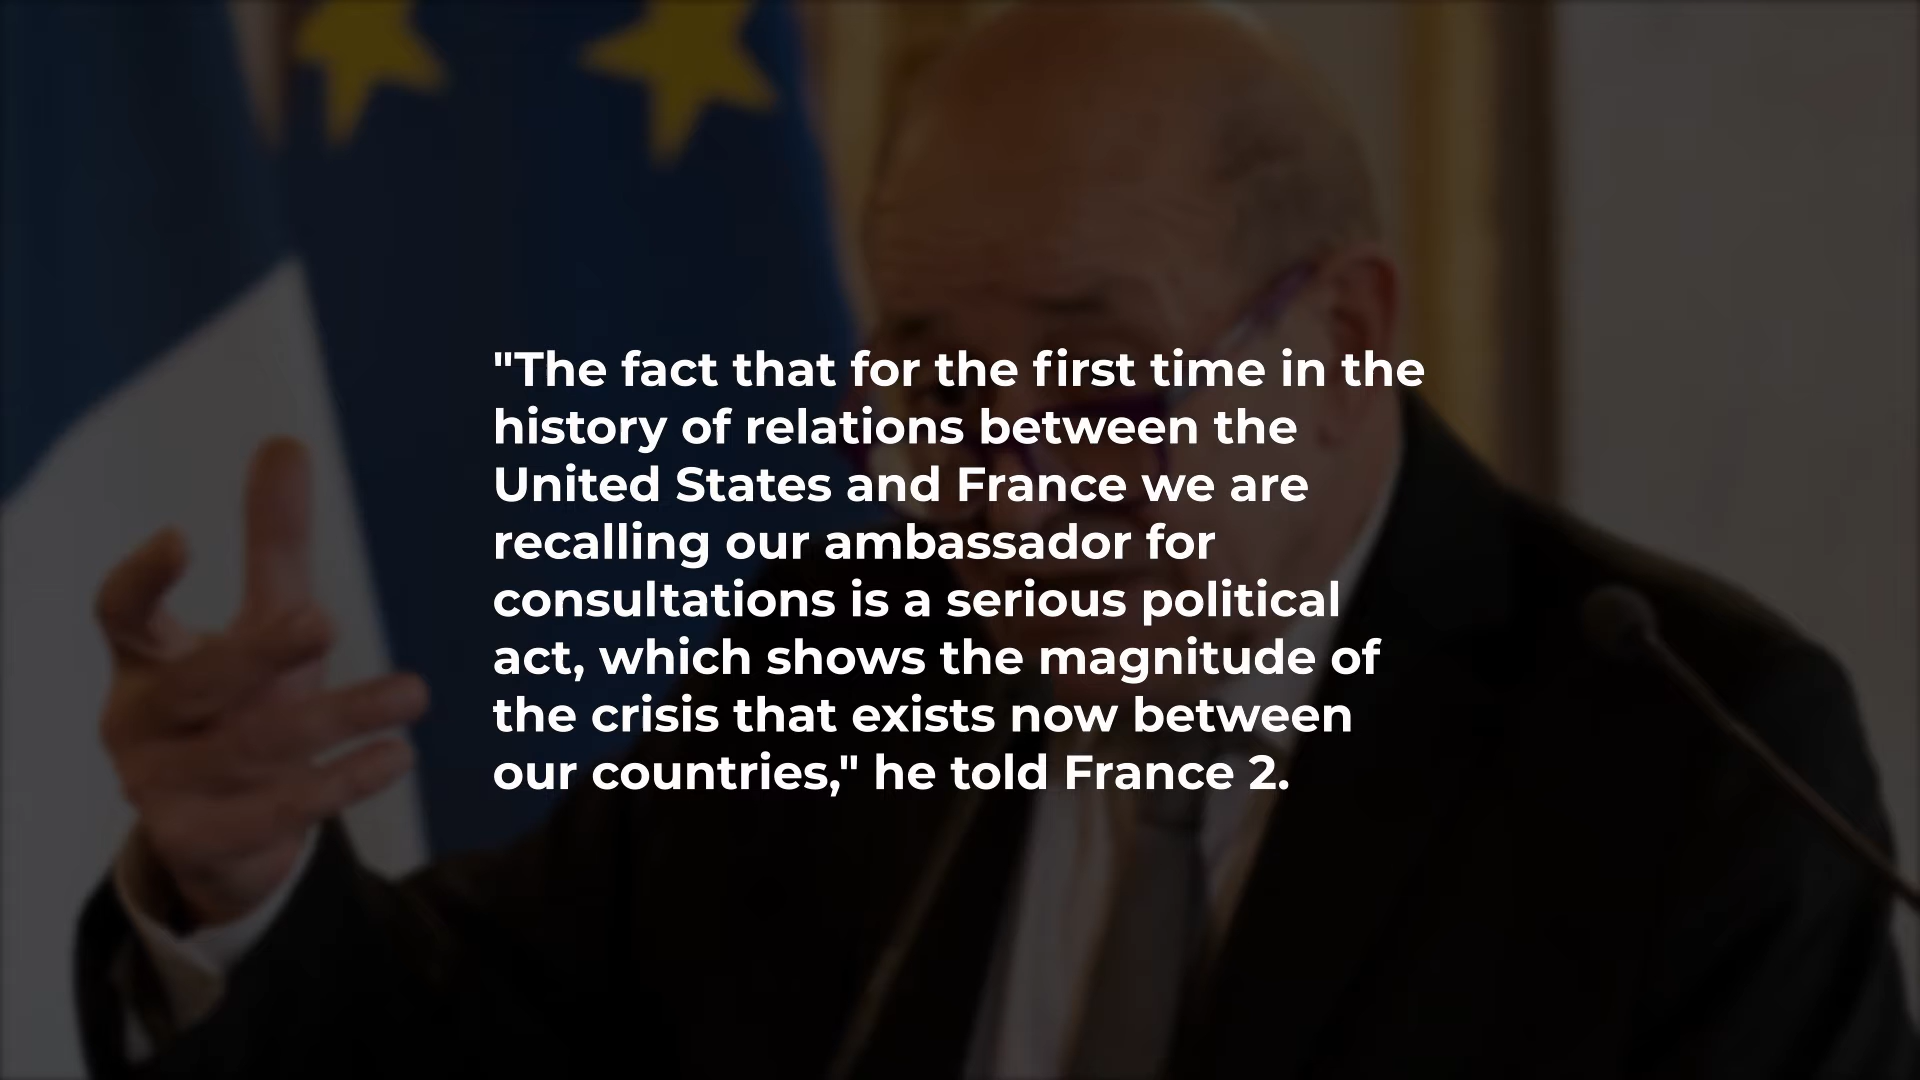 "The fact that for the first time in the
history of relations between the
United States and France we are
recalling our ambassador for
consultations is a serious political
act, which shows the magnitude of
the crisis that exists now between
our countries," he told France 2.